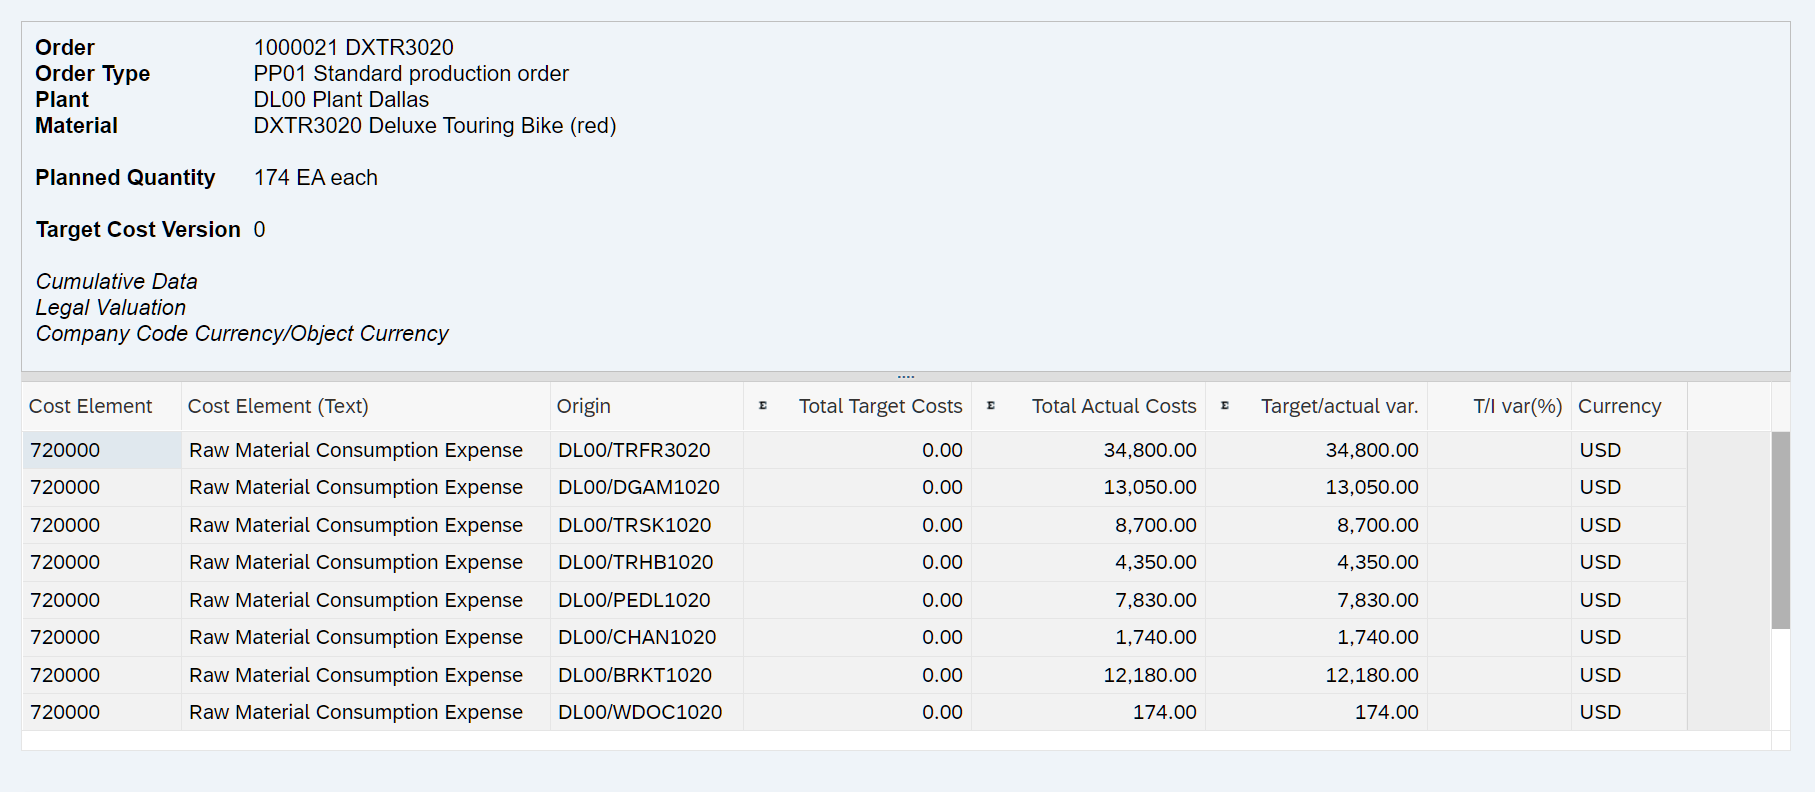 Order 1000021 DXTR3020
Order Type PP01 Standard production order
Plant DL00 Plant Dallas
Material DXTR3020 Deluxe Touring Bike (red)
Planned Quantity 174 EA each
Target Cost Version 0
Cumulative Data
Legal Valuation
Company Code Currency/Object Currency
Cost Element Cost Element (Text) Origin Σ Total Target Costs Σ Total Actual Costs Σ Target/actual var. T/I var(%) Currency
720000 Raw Material Consumption Expense DL00/TRFR3020 0.00 34,800.00 34,800.00 USD
720000 Raw Material Consumption Expense DL00/DGAM1020 0.00 13,050.00 13,050.00 USD
720000 Raw Material Consumption Expense DL00/TRSK1020 0.00 8,700.00 8,700.00 USD
720000 Raw Material Consumption Expense DL00/TRHB1020 0.00 4,350.00 4,350.00 USD
720000 Raw Material Consumption Expense DL00/PEDL1020 0.00 7,830.00 7,830.00 USD
720000 Raw Material Consumption Expense DL00/CHAN1020 0.00 1,740.00 1,740.00 USD
720000 Raw Material Consumption Expense DL00/BRKT1020 0.00 12,180.00 12,180.00 USD
720000 Raw Material Consumption Expense DL00/WDOC1020 0.00 174.00 174.00 USD